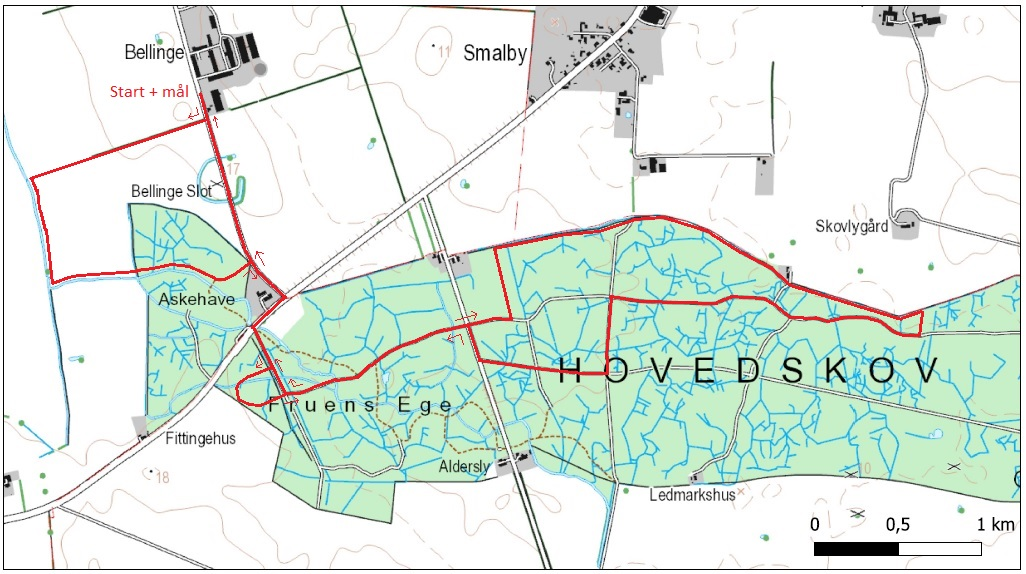 Bellinge
11
Smalby
Start + mål
17
Bellinge Slot
Skovlygård
Askehave
HOVEDSKOV
Fruens Ege
Fittingehus
Aldersly
18
10
Ledmarkshus
0 0,5 1 km